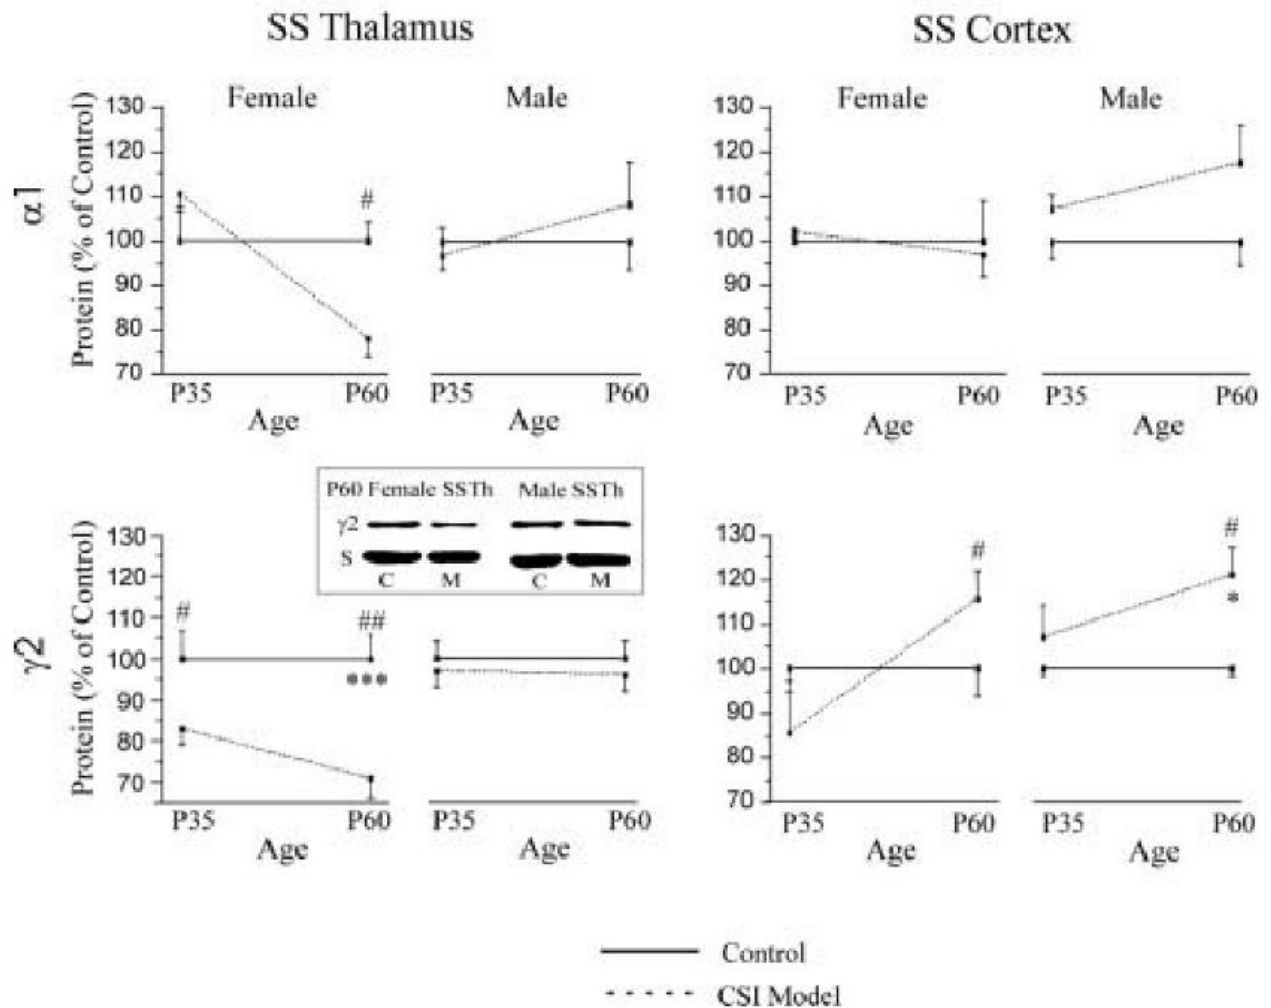 SS Thalamus SS Cortex
Female Male Female Male
α1
Protein (% of Control)
130 130
120 120
110 110
# 
100 100
90 90
80 80
70 70
P35 P60 P35 P60 P35 P60 P35 P60
Age Age Age Age
P60 Female SSTh Male SSTh
γ2
S
C M C M
γ2
Protein (% of Control)
130 130
120 120
110 110
100 100
90 90
80 80
70 70
# ## # #
*** *
P35 P60 P35 P60 P35 P60 P35 P60
Age Age Age Age
Control
CSI Model